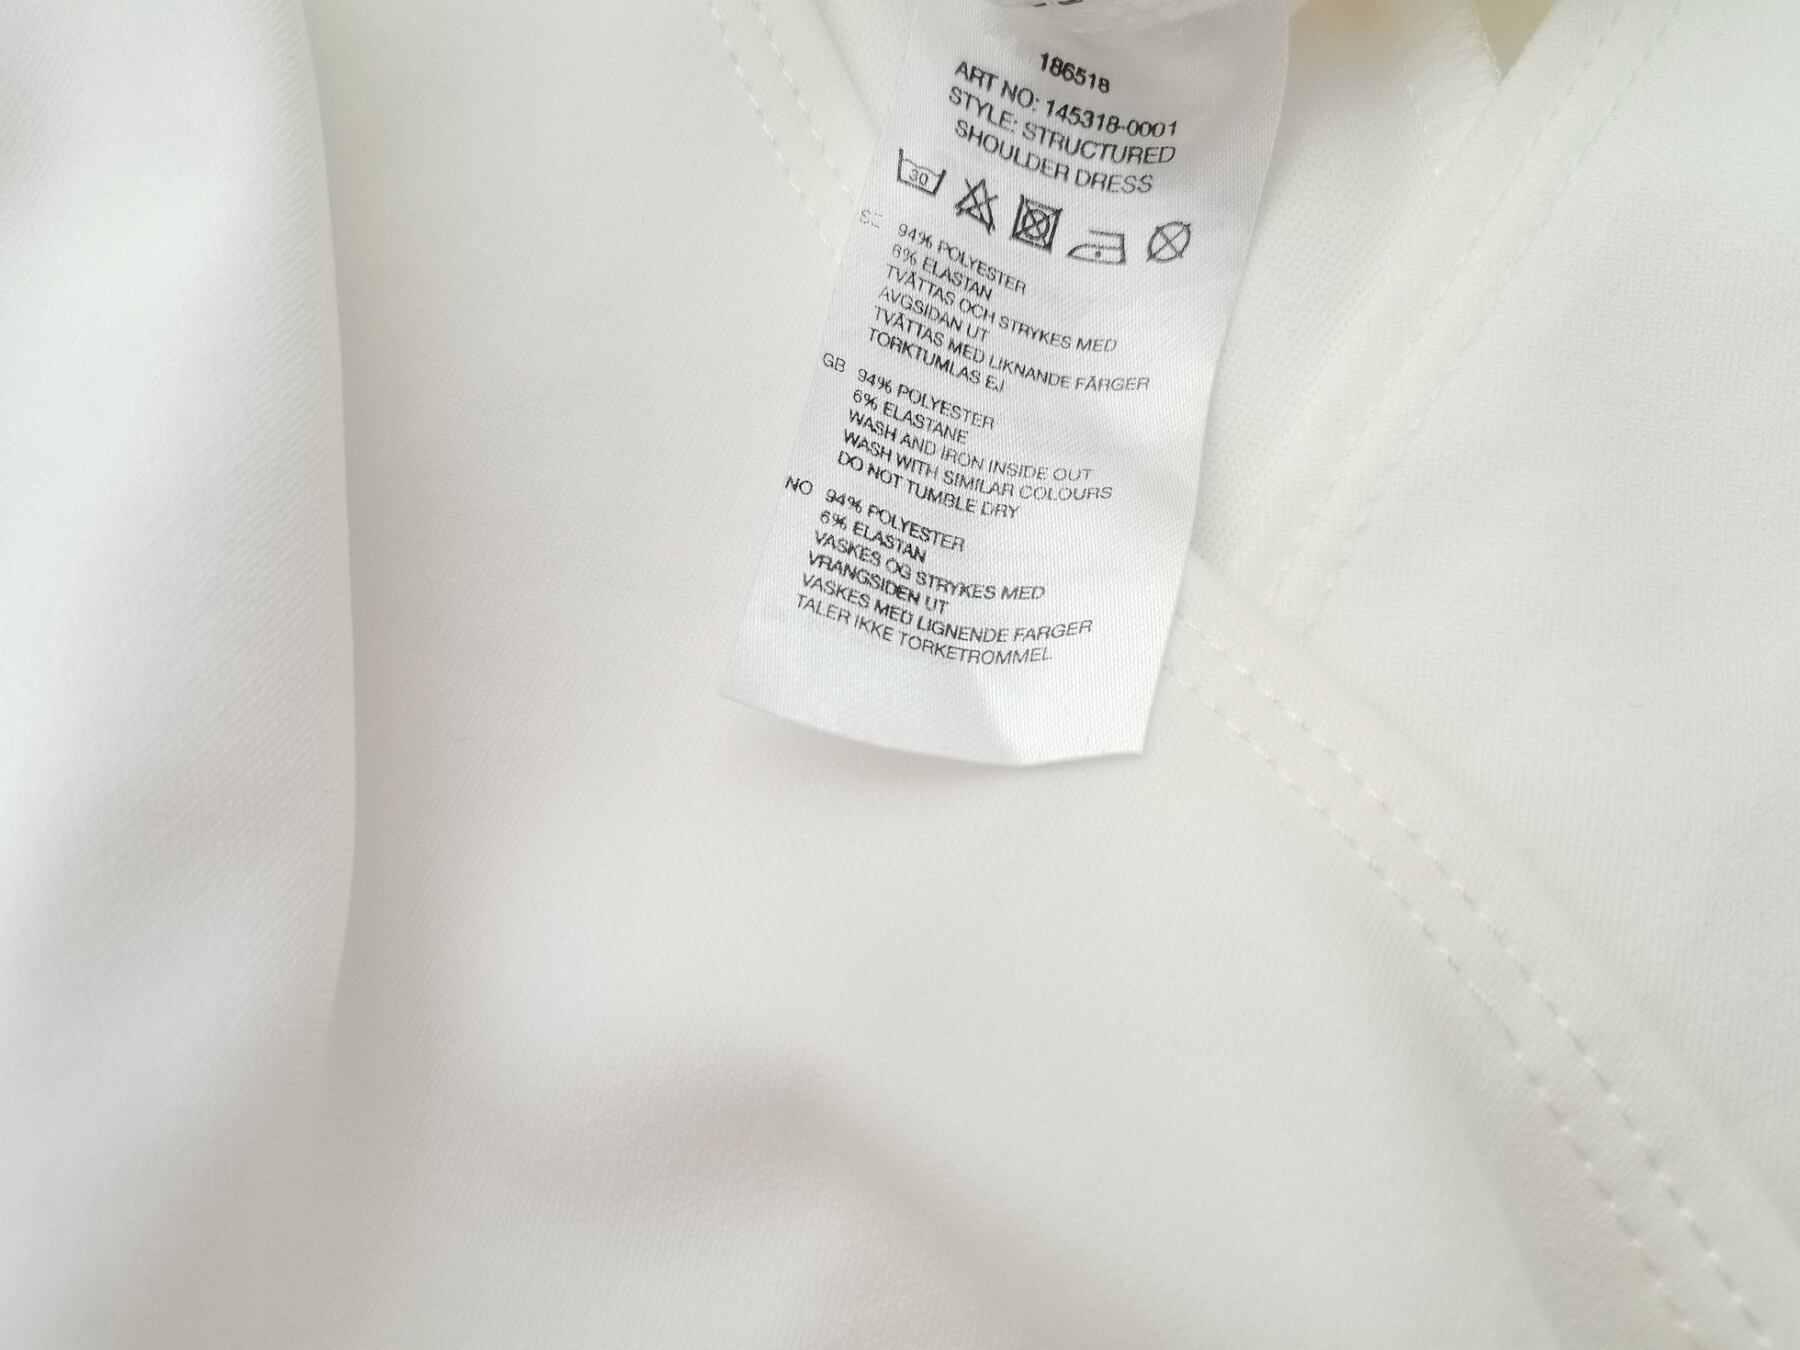 186518
ART NO: 145318-0001
STYLE: STRUCTURED
SHOULDER DRESS
30
SE 94% POLYESTER
6% ELASTAN
TVÄTTAS OCH STRYKES MED
AVGSIDAN UT
TVÄTTAS MED LIKNANDE FÄRGER
TORKTUMLAS EJ
GB 94% POLYESTER
6% ELASTANE
WASH AND IRON INSIDE OUT
WASH WITH SIMILAR COLOURS
DO NOT TUMBLE DRY
NO 94% POLYESTER
6% ELASTAN
VASKES OG STRYKES MED
VRANGSIDEN UT
VASKES MED LIGNENDE FARGER
TALER IKKE TORKETROMMEL